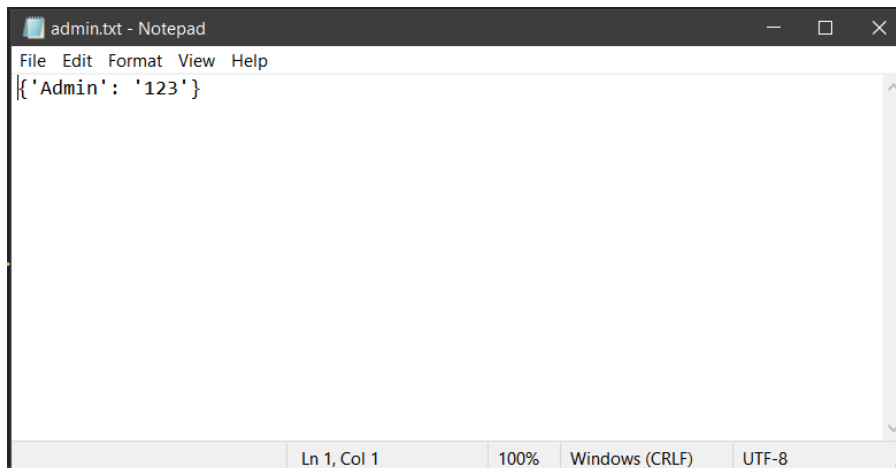 admin.txt - Notepad
File Edit Format View Help
{'Admin': '123'}
Ln 1, Col 1 100% Windows (CRLF) UTF-8